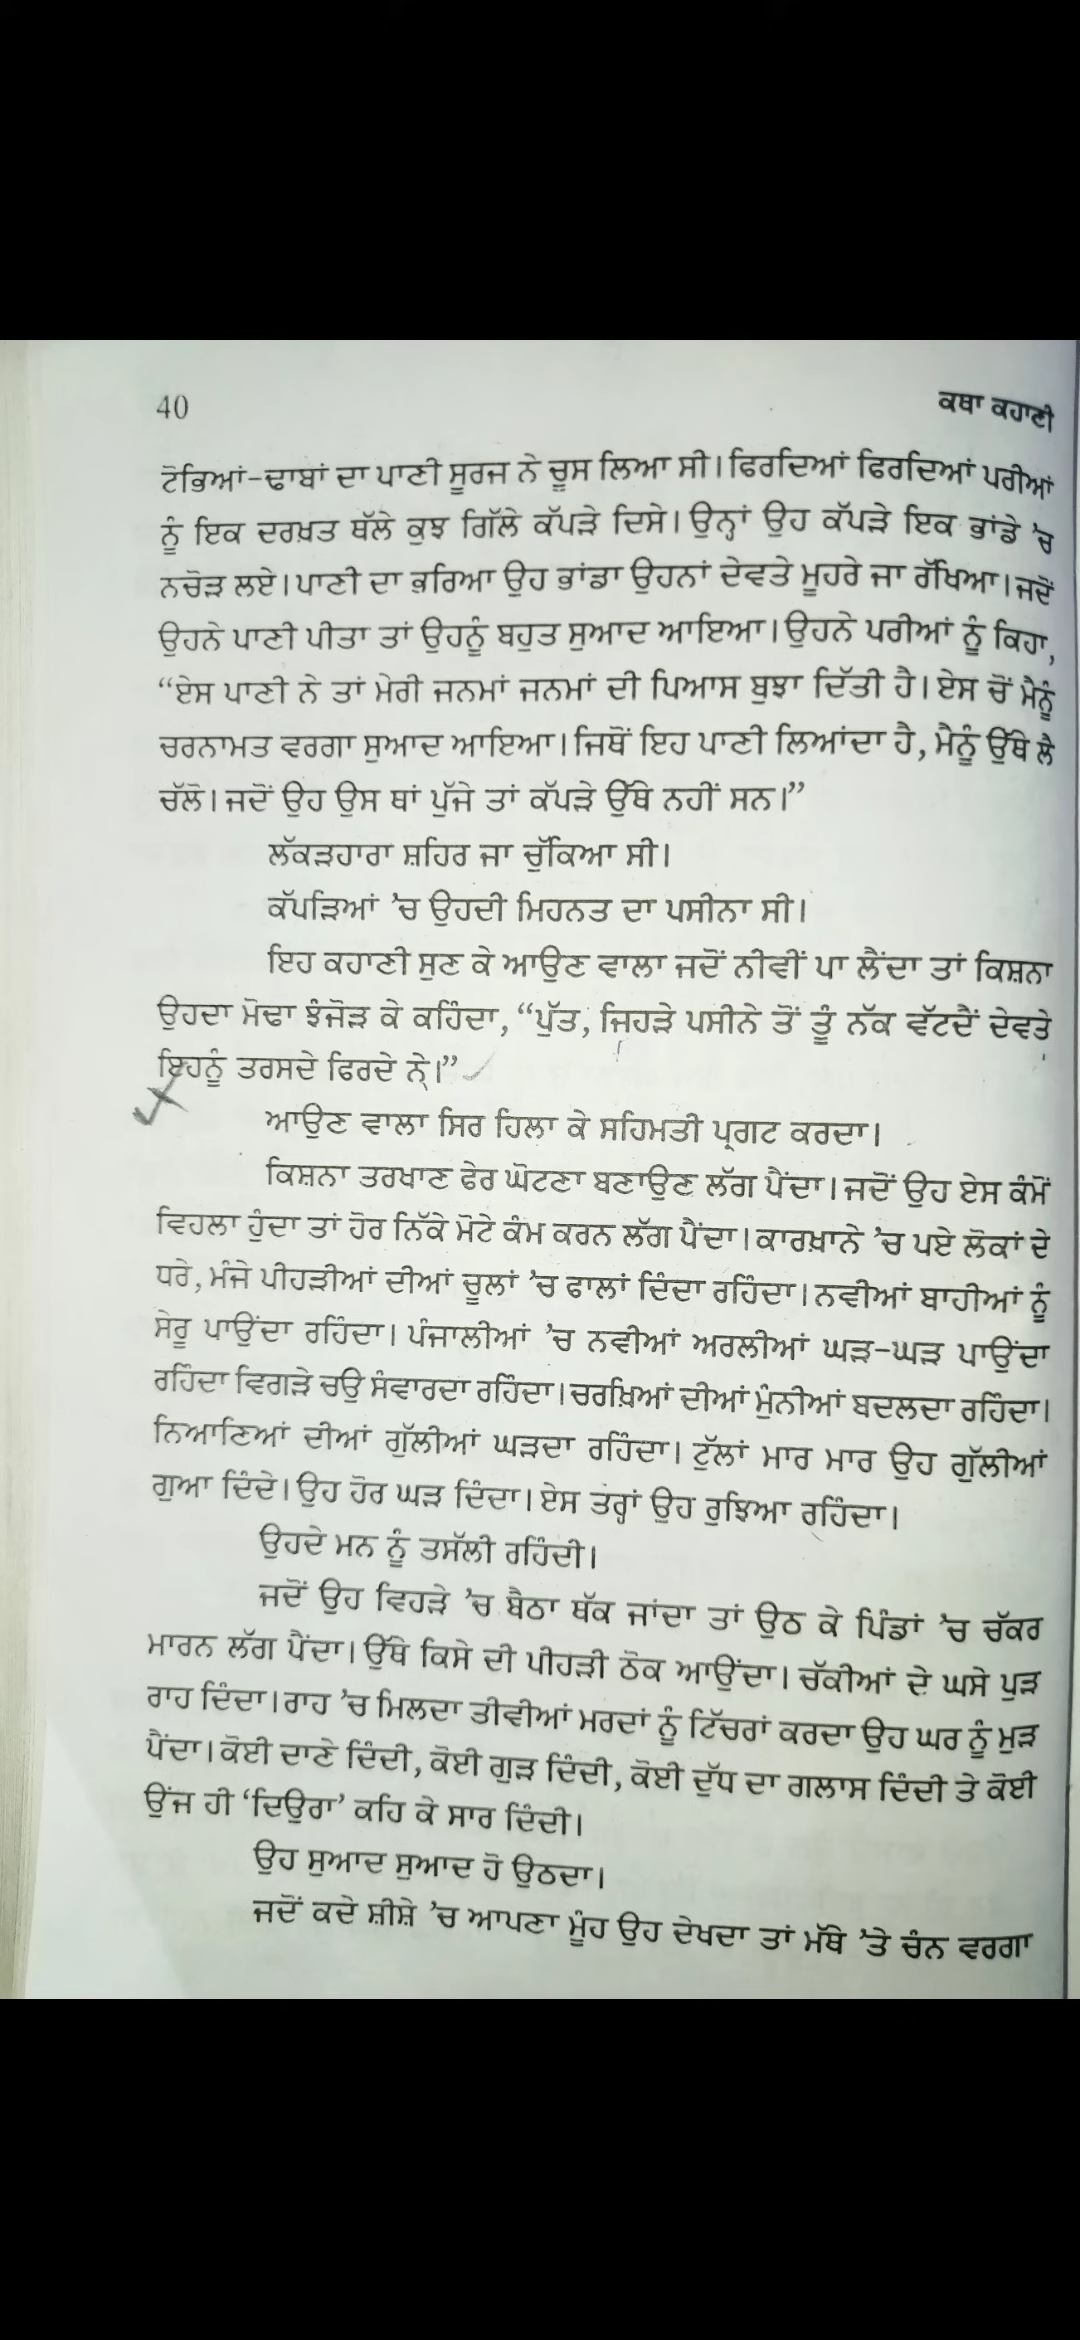 40
ਕਥਾ ਕਹਾਣੀ
ਟੋਭਿਆਂ-ਢਾਬਾਂ ਦਾ ਪਾਣੀ ਸੂਰਜ ਨੇ ਚੂਸ ਲਿਆ ਸੀ। ਫਿਰਦਿਆਂ ਫਿਰਦਿਆਂ ਪਰੀਆਂ
ਨੂੰ ਇਕ ਦਰਖ਼ਤ ਥੱਲੇ ਕੁਝ ਗਿੱਲੇ ਕੱਪੜੇ ਦਿਸੇ। ਉਨ੍ਹਾਂ ਉਹ ਕੱਪੜੇ ਇਕ ਭਾਂਡੇ ’ਚ
ਨਚੋੜ ਲਏ। ਪਾਣੀ ਦਾ ਭਰਿਆ ਉਹ ਭਾਂਡਾ ਉਹਨਾਂ ਦੇਵਤੇ ਮੂਹਰੇ ਜਾ ਰੱਖਿਆ। ਜਦੋਂ
ਉਹਨੇ ਪਾਣੀ ਪੀਤਾ ਤਾਂ ਉਹਨੂੰ ਬਹੁਤ ਸੁਆਦ ਆਇਆ। ਉਹਨੇ ਪਰੀਆਂ ਨੂੰ ਕਿਹਾ,
“ਏਸ ਪਾਣੀ ਨੇ ਤਾਂ ਮੇਰੀ ਜਨਮਾਂ ਜਨਮਾਂ ਦੀ ਪਿਆਸ ਬੁਝਾ ਦਿੱਤੀ ਹੈ। ਏਸ ਚੋਂ ਮੈਨੂੰ
ਚਰਨਾਮਤ ਵਰਗਾ ਸੁਆਦ ਆਇਆ। ਜਿਥੋਂ ਇਹ ਪਾਣੀ ਲਿਆਂਦਾ ਹੈ, ਮੈਨੂੰ ਉੱਥੇ ਲੈ
ਚੱਲੋ। ਜਦੋਂ ਉਹ ਉਸ ਥਾਂ ਪੁੱਜੇ ਤਾਂ ਕੱਪੜੇ ਉੱਥੇ ਨਹੀਂ ਸਨ।”
ਲੱਕੜਹਾਰਾ ਸ਼ਹਿਰ ਜਾ ਚੁੱਕਿਆ ਸੀ।
ਕੱਪੜਿਆਂ ’ਚ ਉਹਦੀ ਮਿਹਨਤ ਦਾ ਪਸੀਨਾ ਸੀ।
ਇਹ ਕਹਾਣੀ ਸੁਣ ਕੇ ਆਉਣ ਵਾਲਾ ਜਦੋਂ ਨੀਵੀਂ ਪਾ ਲੈਂਦਾ ਤਾਂ ਕਿਸ਼ਨਾ
ਉਹਦਾ ਮੋਢਾ ਝੰਜੋੜ ਕੇ ਕਹਿੰਦਾ, “ਪੁੱਤ, ਜਿਹੜੇ ਪਸੀਨੇ ਤੋਂ ਤੂੰ ਨੱਕ ਵੱਟਦੈਂ ਦੇਵਤੇ
ਇਹਨੂੰ ਤਰਸਦੇ ਫਿਰਦੇ ਨੇ।”
ਆਉਣ ਵਾਲਾ ਸਿਰ ਹਿਲਾ ਕੇ ਸਹਿਮਤੀ ਪ੍ਰਗਟ ਕਰਦਾ।
ਕਿਸ਼ਨਾ ਤਰਖਾਣ ਫੇਰ ਘੋਟਣਾ ਬਣਾਉਣ ਲੱਗ ਪੈਂਦਾ। ਜਦੋਂ ਉਹ ਏਸ ਕੰਮੋਂ
ਵਿਹਲਾ ਹੁੰਦਾ ਤਾਂ ਹੋਰ ਨਿੱਕੇ ਮੋਟੇ ਕੰਮ ਕਰਨ ਲੱਗ ਪੈਂਦਾ। ਕਾਰਖ਼ਾਨੇ ’ਚ ਪਏ ਲੋਕਾਂ ਦੇ
ਧਰੇ, ਮੰਜੇ ਪੀਹੜੀਆਂ ਦੀਆਂ ਚੂਲਾਂ ’ਚ ਫਾਲਾਂ ਦਿੰਦਾ ਰਹਿੰਦਾ। ਨਵੀਆਂ ਬਾਹੀਆਂ ਨੂੰ
ਸੇਰੂ ਪਾਉਂਦਾ ਰਹਿੰਦਾ। ਪੰਜਾਲੀਆਂ ’ਚ ਨਵੀਆਂ ਅਰਲੀਆਂ ਘੜ-ਘੜ ਪਾਉਂਦਾ
ਰਹਿੰਦਾ ਵਿਗੜੇ ਚਉ ਸੰਵਾਰਦਾ ਰਹਿੰਦਾ। ਚਰਖ਼ਿਆਂ ਦੀਆਂ ਮੁੰਨੀਆਂ ਬਦਲਦਾ ਰਹਿੰਦਾ।
ਨਿਆਣਿਆਂ ਦੀਆਂ ਗੁੱਲੀਆਂ ਘੜਦਾ ਰਹਿੰਦਾ। ਟੁੱਲਾਂ ਮਾਰ ਮਾਰ ਉਹ ਗੁੱਲੀਆਂ
ਗੁਆ ਦਿੰਦੇ। ਉਹ ਹੋਰ ਘੜ ਦਿੰਦਾ। ਏਸ ਤਰ੍ਹਾਂ ਉਹ ਰੁਝਿਆ ਰਹਿੰਦਾ।
ਉਹਦੇ ਮਨ ਨੂੰ ਤਸੱਲੀ ਰਹਿੰਦੀ।
ਜਦੋਂ ਉਹ ਵਿਹੜੇ ’ਚ ਬੈਠਾ ਥੱਕ ਜਾਂਦਾ ਤਾਂ ਉਠ ਕੇ ਪਿੰਡਾਂ ’ਚ ਚੱਕਰ
ਮਾਰਨ ਲੱਗ ਪੈਂਦਾ। ਉੱਥੇ ਕਿਸੇ ਦੀ ਪੀਹੜੀ ਠੋਕ ਆਉਂਦਾ। ਚੱਕੀਆਂ ਦੇ ਘਸੇ ਪੁੜ
ਰਾਹ ਦਿੰਦਾ। ਰਾਹ ’ਚ ਮਿਲਦਾ ਤੀਵੀਆਂ ਮਰਦਾਂ ਨੂੰ ਟਿੱਚਰਾਂ ਕਰਦਾ ਉਹ ਘਰ ਨੂੰ ਮੁੜ
ਪੈਂਦਾ। ਕੋਈ ਦਾਣੇ ਦਿੰਦੀ, ਕੋਈ ਗੁੜ ਦਿੰਦੀ, ਕੋਈ ਦੁੱਧ ਦਾ ਗਲਾਸ ਦਿੰਦੀ ਤੇ ਕੋਈ
ਉਂਜ ਹੀ ‘ਦਿਉਰਾ’ ਕਹਿ ਕੇ ਸਾਰ ਦਿੰਦੀ।
ਉਹ ਸੁਆਦ ਸੁਆਦ ਹੋ ਉਠਦਾ।
ਜਦੋਂ ਕਦੇ ਸ਼ੀਸ਼ੇ ’ਚ ਆਪਣਾ ਮੂੰਹ ਉਹ ਦੇਖਦਾ ਤਾਂ ਮੱਥੇ ’ਤੇ ਚੰਨ ਵਰਗਾ